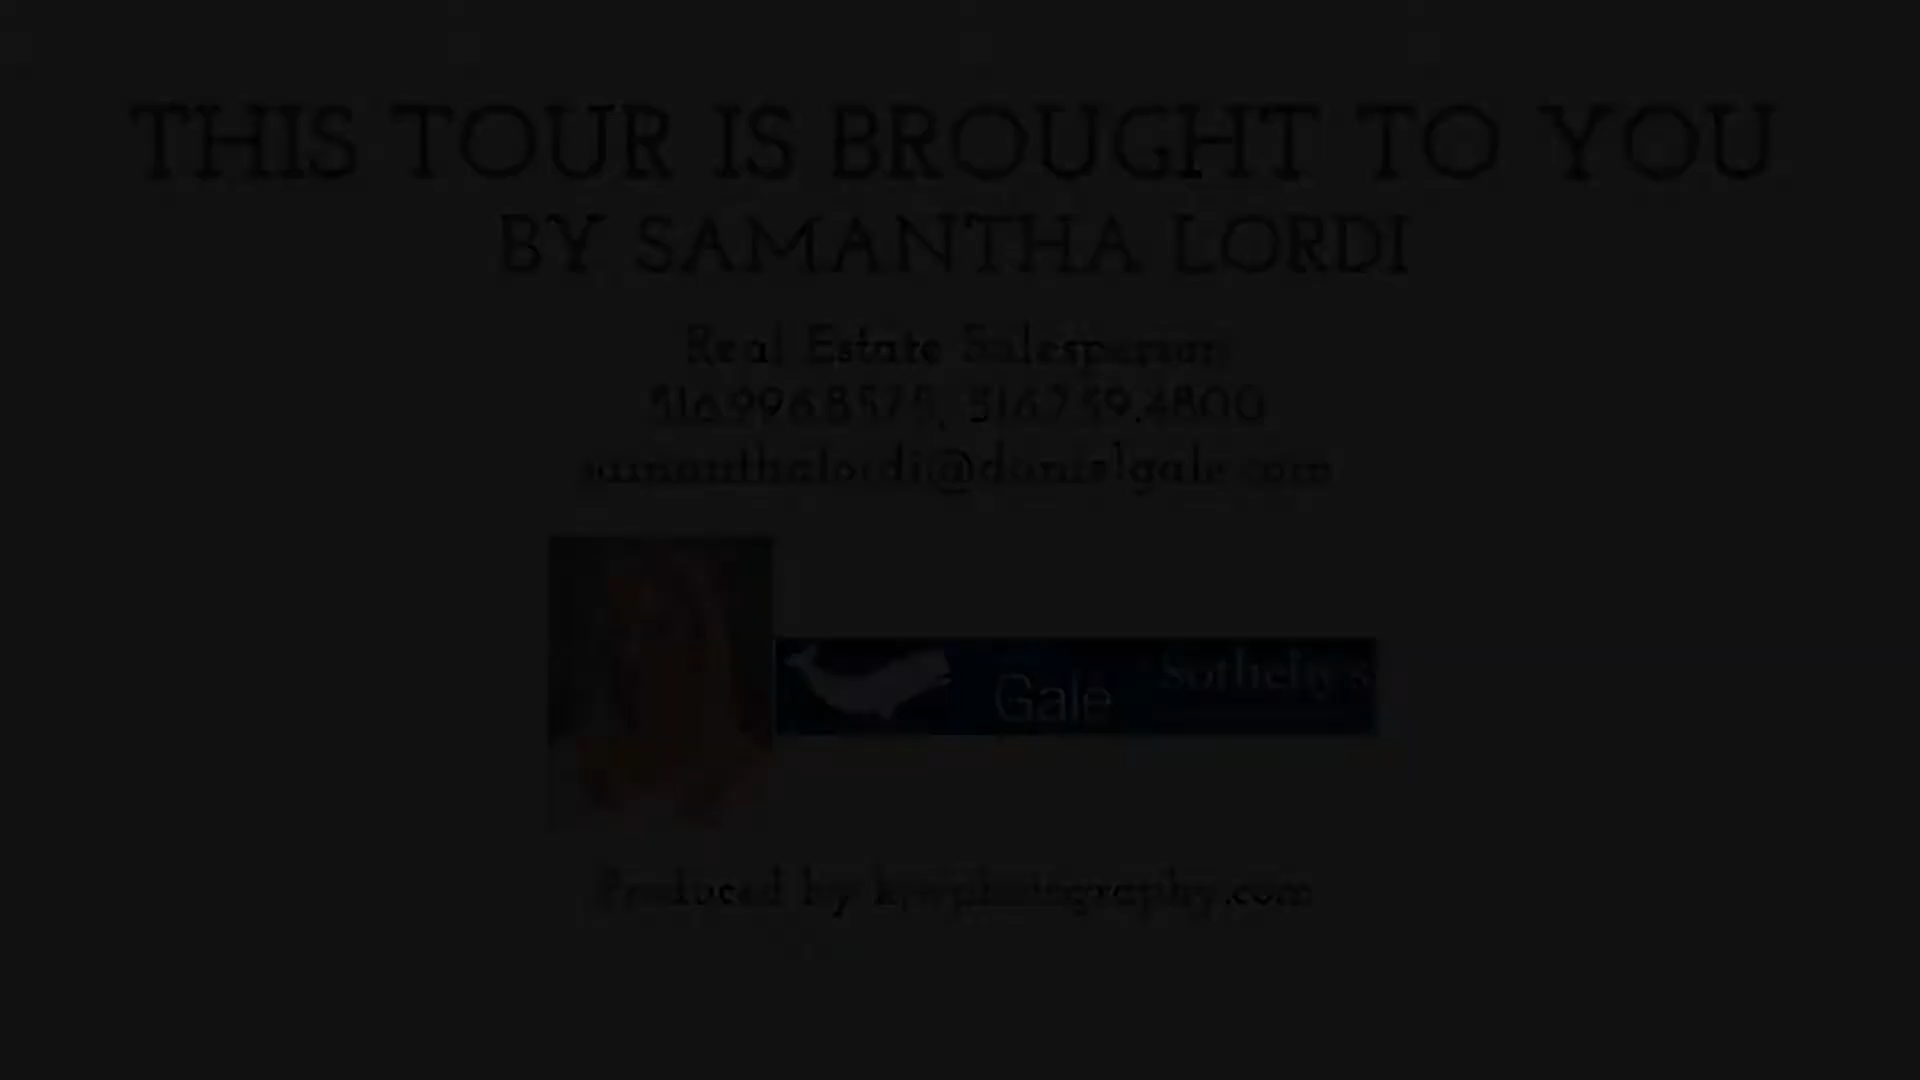 THIS TOUR IS BROUGHT TO YOU
BY SAMANTHA LORDI
Real Estate Salesperson
516.996.8575, 516.759.4800
samanthalordi@danielgale.com
Gale
Sotheby's
Produced by